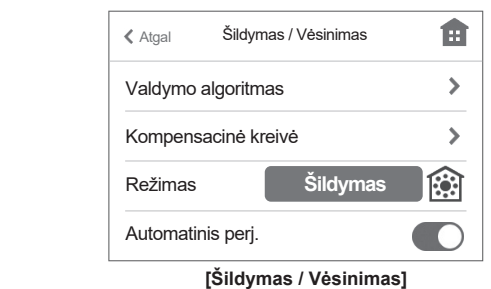 Atgal Šildymas / Vėsinimas
Valdymo algoritmas
Kompensacinė kreivė
Režimas Šildymas
Automatinis perj.
[Šildymas / Vėsinimas]